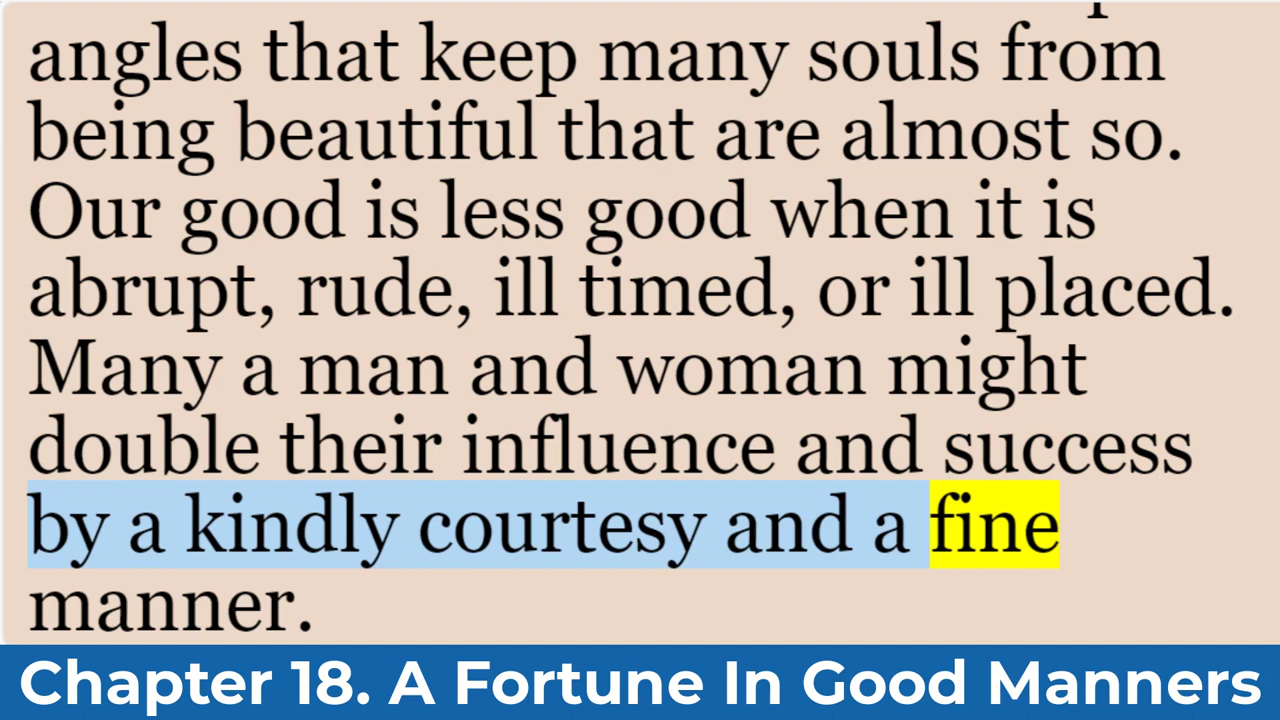 angles that keep many souls from
being beautiful that are almost so.
Our good is less good when it is
abrupt, rude, ill timed, or ill placed.
Many a man and woman might
double their influence and success
by a kindly courtesy and a fine
manner.
Chapter 18. A Fortune In Good Manners